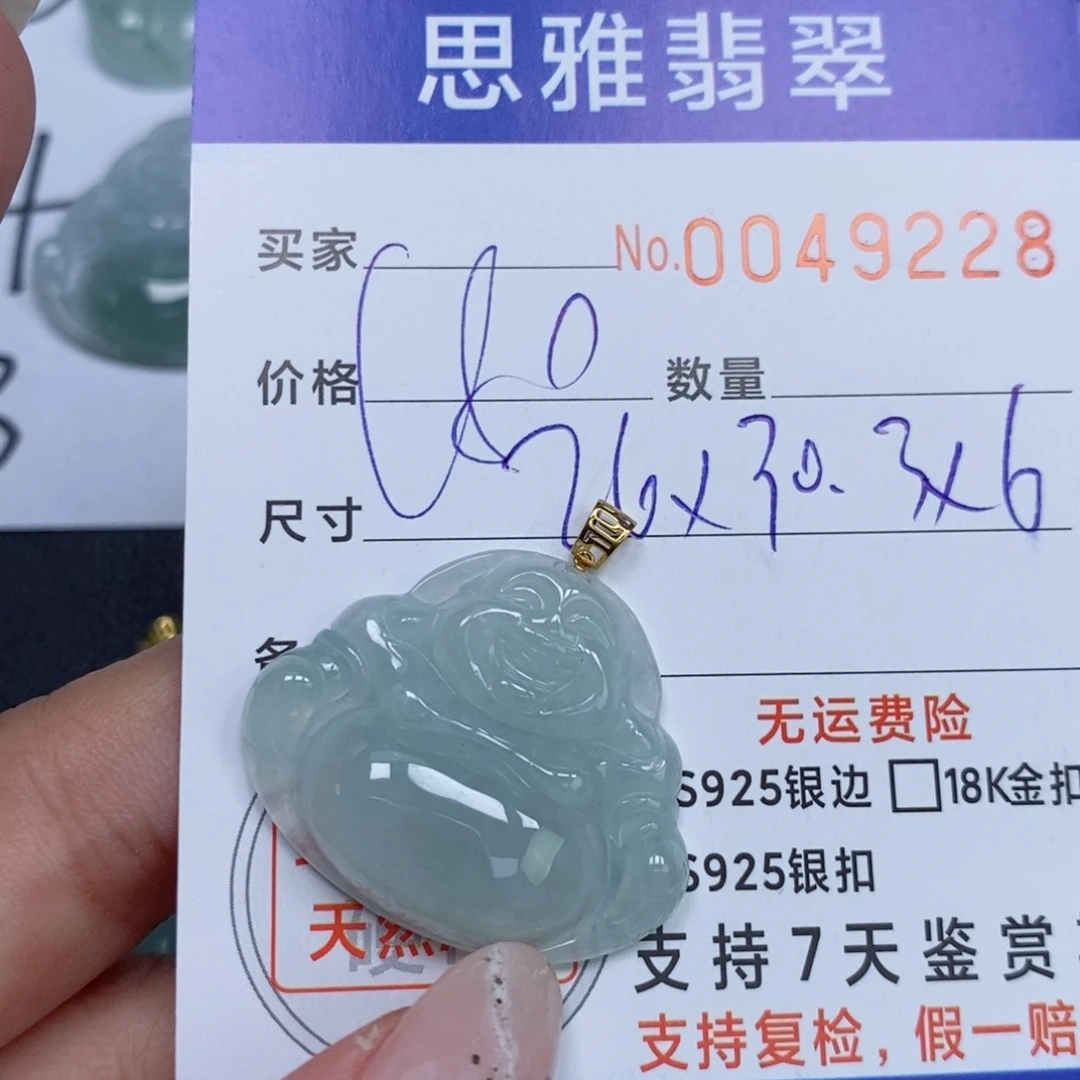 思雅翡翠
买家 No.0049228
价格 数量
尺寸 26x30.3x6
无运费险
S925银边 □18K金扣
S925银扣
天然
支持7天鉴赏
支持复检，假一赔